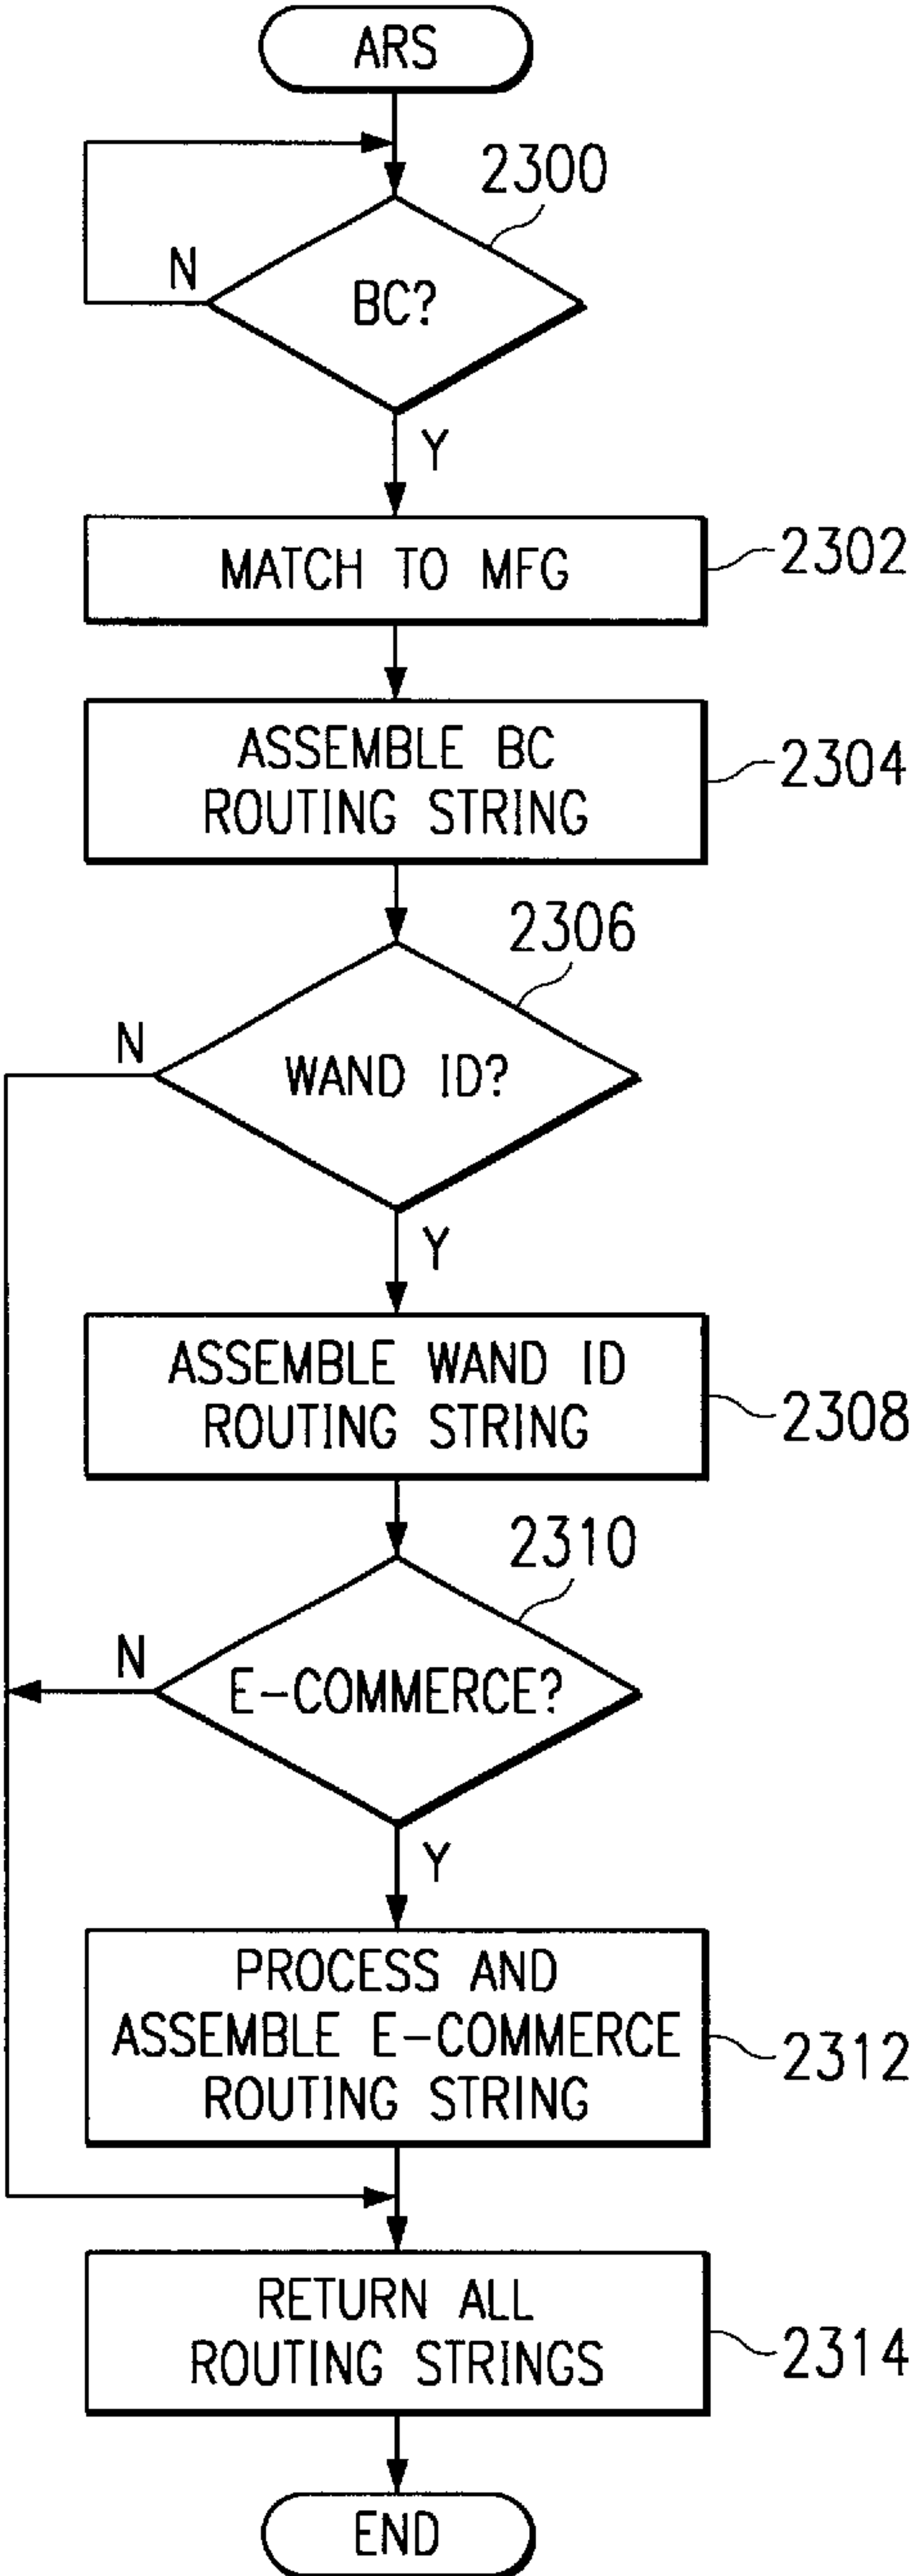 ARS
2300
N
BC?
Y
MATCH TO MFG
2302
ASSEMBLE BC
ROUTING STRING
2304
2306
N
WAND ID?
Y
ASSEMBLE WAND ID
ROUTING STRING
2308
2310
N
E-COMMERCE?
Y
PROCESS AND
ASSEMBLE E-COMMERCE
ROUTING STRING
2312
RETURN ALL
ROUTING STRINGS
2314
END